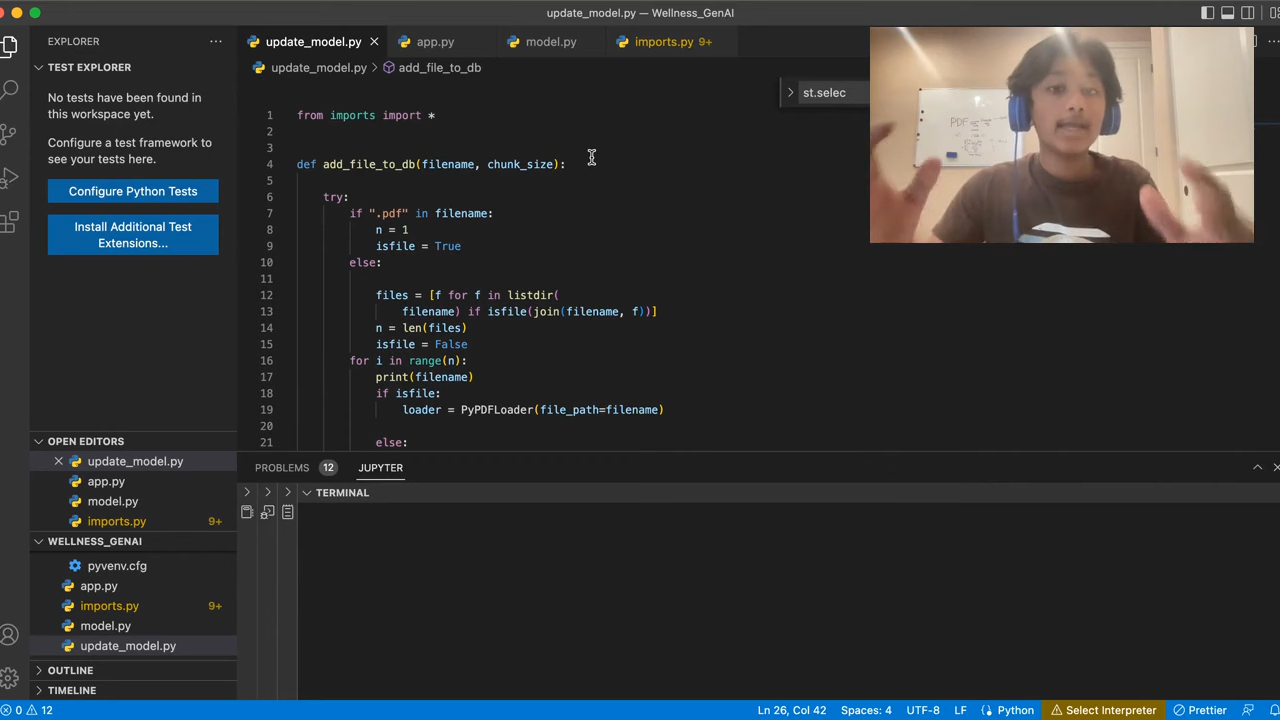 update_model.py — Wellness_GenAI
EXPLORER
TEST EXPLORER
No tests have been found in
this workspace yet.
Configure a test framework to
see your tests here.
Configure Python Tests
Install Additional Test
Extensions...
OPEN EDITORS
update_model.py
app.py
model.py
imports.py 9+
WELLNESS_GENAI
pyvenv.cfg
app.py
imports.py 9+
model.py
update_model.py
OUTLINE
TIMELINE
update_model.py app.py model.py imports.py 9+
update_model.py > add_file_to_db
st.selec
PDF
1 from imports import *
2
3
4 def add_file_to_db(filename, chunk_size):
5
6 try:
7 if ".pdf" in filename:
8 n = 1
9 isfile = True
10 else:
11
12 files = [f for f in listdir(
13 filename) if isfile(join(filename, f))]
14 n = len(files)
15 isfile = False
16 for i in range(n):
17 print(filename)
18 if isfile:
19 loader = PyPDFLoader(file_path=filename)
20
21 else:
PROBLEMS 12 JUPYTER
TERMINAL
0 12 Ln 26, Col 42 Spaces: 4 UTF-8 LF Python Select Interpreter Prettier